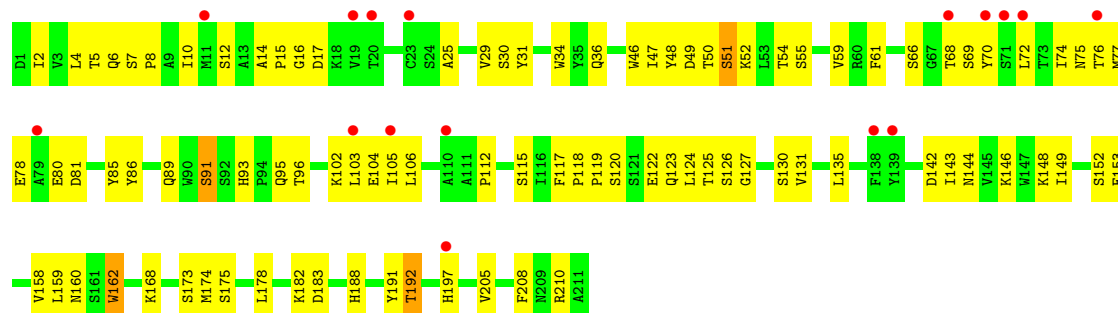 D1 I2 V3 L4 T5 Q6 S7 P8 A9 I10 M11 S12 A13 A14 P15 G16 D17 K18 V19 T20 C23 S24 A25 V29 S30 Y31 W34 Y35 Q36 W46 I47 Y48 D49 T50 S51 K52 L53 T54 S55 V59 R60 F61 S66 G67 T68 S69 Y70 S71 L72 T73 I74 N75 T76 M77
E78 A79 E80 D81 Y85 Y86 Q89 W90 S91 S92 H93 P94 Q95 T96 K102 L103 E104 I105 L106 A110 A111 P112 S115 I116 F117 P118 P119 S120 S121 E122 Q123 L124 T125 S126 G127 S130 V131 L135 F138 Y139 D142 I143 N144 V145 K146 W147 K148 I149 S152
V158 L159 N160 S161 W162 K168 S173 M174 S175 L178 K182 D183 H188 Y191 T192 H197 V205 F208 N209 R210 A211